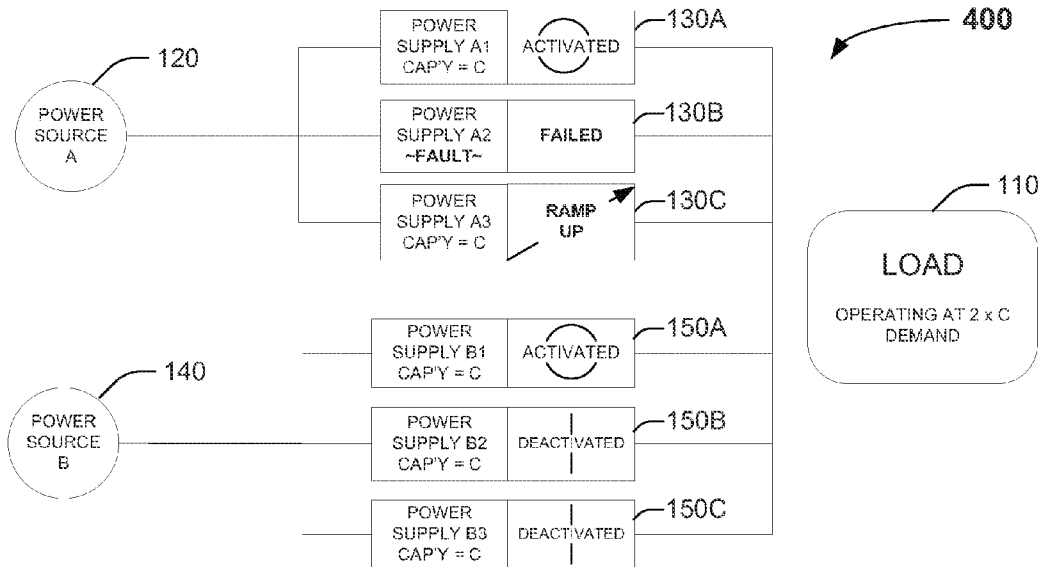 400
120
POWER
SOURCE
A
POWER
SUPPLY A1
CAP'Y = C
ACTIVATED
130A
POWER
SUPPLY A2
~FAULT~
FAILED
130B
POWER
SUPPLY A3
CAP'Y = C
RAMP
UP
130C
110
LOAD
OPERATING AT 2 x C
DEMAND
140
POWER
SOURCE
B
POWER
SUPPLY B1
CAP'Y = C
ACTIVATED
150A
POWER
SUPPLY B2
CAP'Y = C
DEACTIVATED
150B
POWER
SUPPLY B3
CAP'Y = C
DEACTIVATED
150C